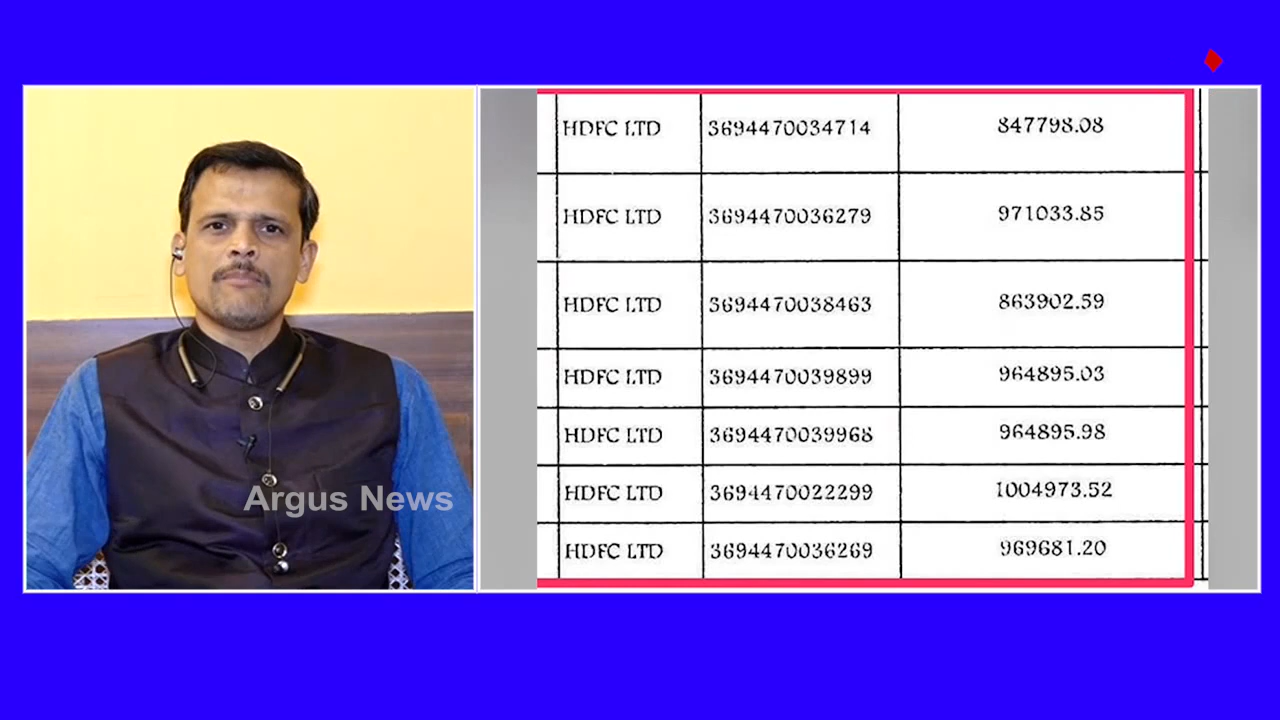 HDFC LTD 3694470034714 847798.08
HDFC LTD 3694470036279 971033.85
HDFC LTD 3694470038463 863902.59
HDFC LTD 3694470039899 964895.03
HDFC LTD 3694470039968 964895.98
HDFC LTD 3694470022299 1004973.52
HDFC LTD 3694470036269 969681.20
Argus News